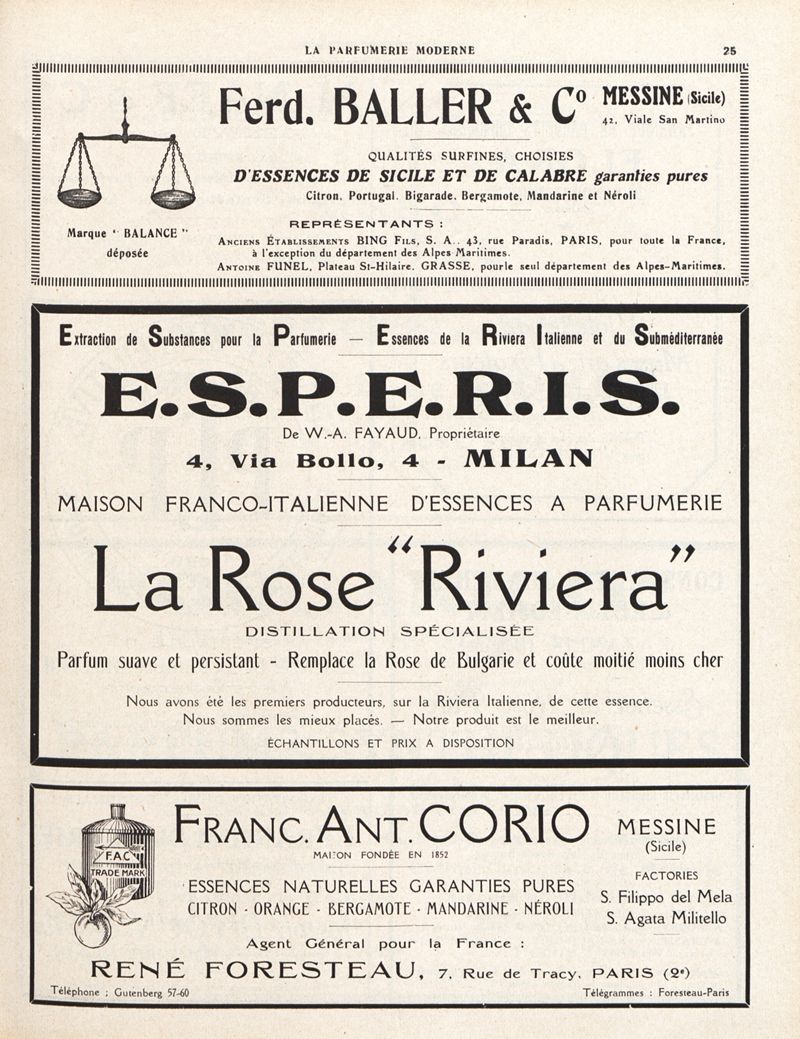 LA PARFUMERIE MODERNE 25
Ferd. BALLER & Cº MESSINE (Sicile)
42, Viale San Martino
QUALITÉS SURFINES, CHOISIES
D'ESSENCES DE SICILE ET DE CALABRE garanties pures
Citron, Portugal, Bigarade, Bergamote, Mandarine et Néroli
Marque "BALANCE"
déposée
REPRÉSENTANTS :
ANCIENS ÉTABLISSEMENTS BING FILS, S. A., 43, rue Paradis, PARIS, pour toute la France,
à l'exception du département des Alpes Maritimes.
ANTOINE FUNEL, Plateau St-Hilaire, GRASSE, pour le seul département des Alpes-Maritimes.
Extraction de Substances pour la Parfumerie — Essences de la Riviera Italienne et du Subméditerranée
E.S.P.E.R.I.S.
De W.-A. FAYAUD, Propriétaire
4, Via Bollo, 4 - MILAN
MAISON FRANCO-ITALIENNE D'ESSENCES A PARFUMERIE
La Rose "Riviera"
DISTILLATION SPÉCIALISÉE
Parfum suave et persistant - Remplace la Rose de Bulgarie et coûte moitié moins cher
Nous avons été les premiers producteurs, sur la Riviera Italienne, de cette essence.
Nous sommes les mieux placés. — Notre produit est le meilleur.
ÉCHANTILLONS ET PRIX A DISPOSITION
F.A.C.
TRADE MARK
FRANC. ANT. CORIO
MAISON FONDÉE EN 1852
MESSINE
(Sicile)
ESSENCES NATURELLES GARANTIES PURES
CITRON - ORANGE - BERGAMOTE - MANDARINE - NÉROLI
FACTORIES
S. Filippo del Mela
S. Agata Militello
Agent Général pour la France :
RENÉ FORESTEAU, 7, Rue de Tracy, PARIS (2ᵉ)
Téléphone : Gutenberg 57-60 Télégrammes : Foresteau-Paris